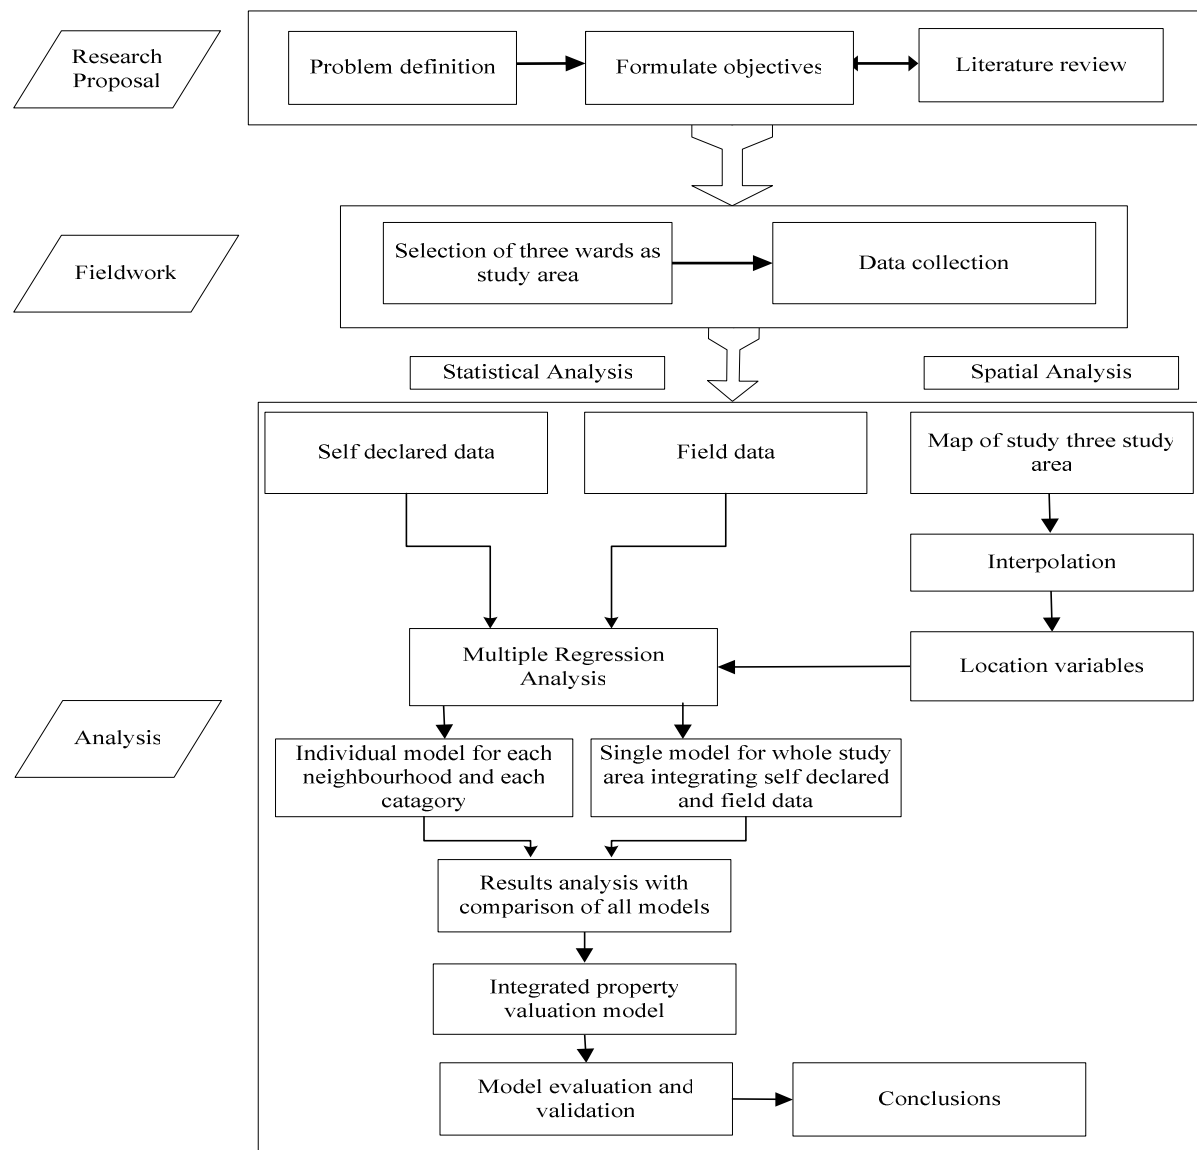 Research
Proposal
Problem definition
Formulate objectives
Literature review
Fieldwork
Selection of three wards as
study area
Data collection
Statistical Analysis
Spatial Analysis
Self declared data
Field data
Map of study three study
area
Interpolation
Multiple Regression
Analysis
Location variables
Analysis
Individual model for each
neighbourhood and each
catagory
Single model for whole study
area integrating self declared
and field data
Results analysis with
comparison of all models
Integrated property
valuation model
Model evaluation and
validation
Conclusions